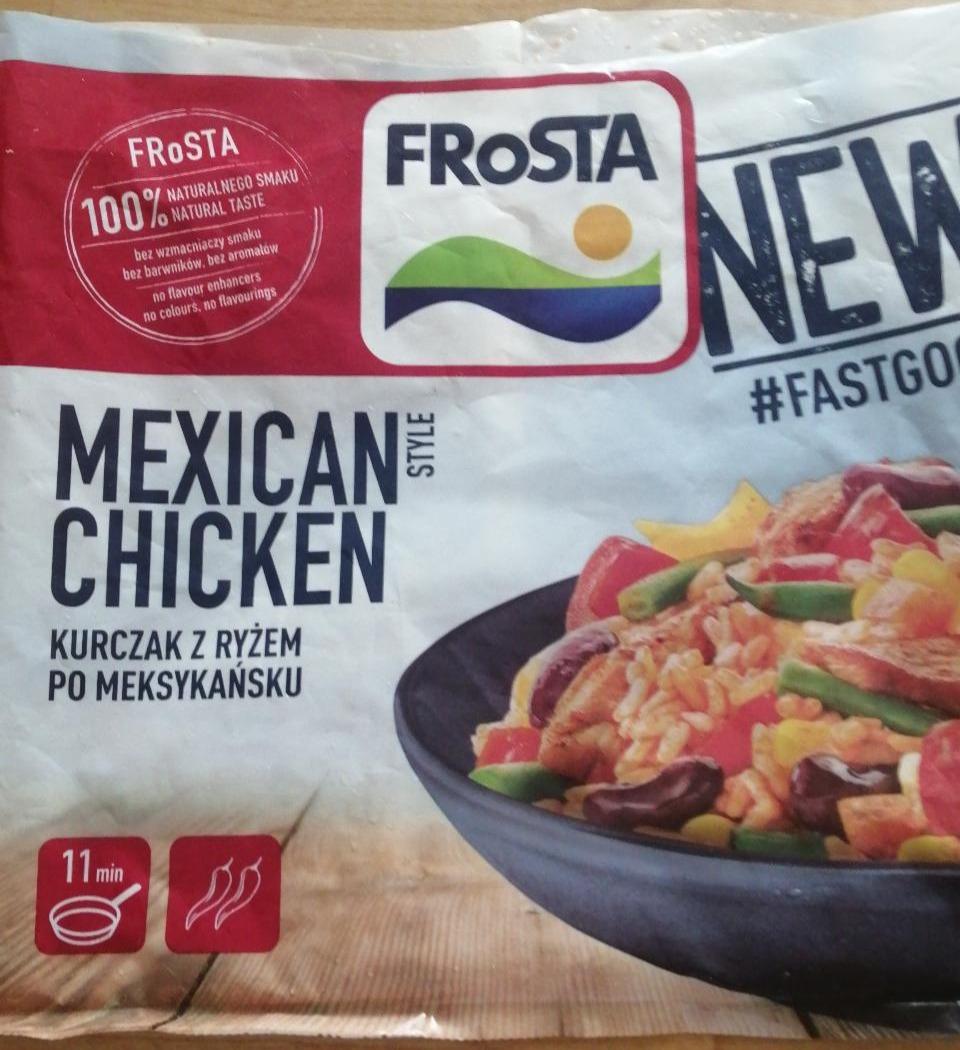 FRoSTA
100% NATURALNEGO SMAKU
NATURAL TASTE
bez wzmacniaczy smaku
bez barwników, bez aromatów
no flavour enhancers
no colours, no flavourings
FRoSTA
NEW
#FASTGOO
MEXICAN STYLE
CHICKEN
KURCZAK Z RYŻEM
PO MEKSYKAŃSKU
11 min